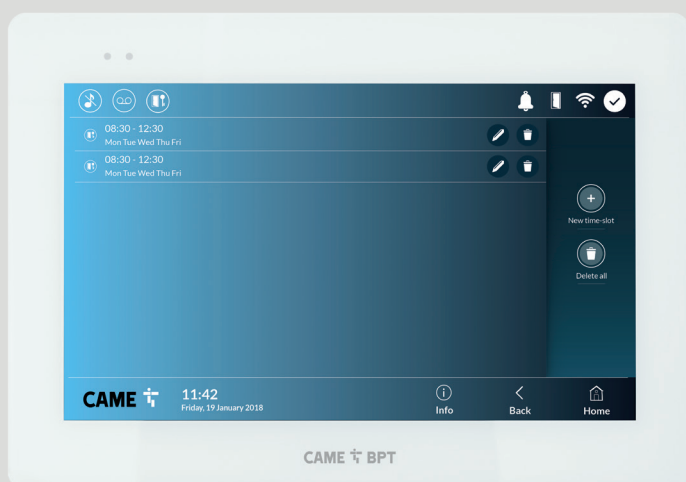 08:30 - 12:30
Mon Tue Wed Thu Fri
08:30 - 12:30
Mon Tue Wed Thu Fri
New time-slot
Delete all
CAME
11:42
Friday, 19 January 2018
Info
Back
Home
CAME BPT